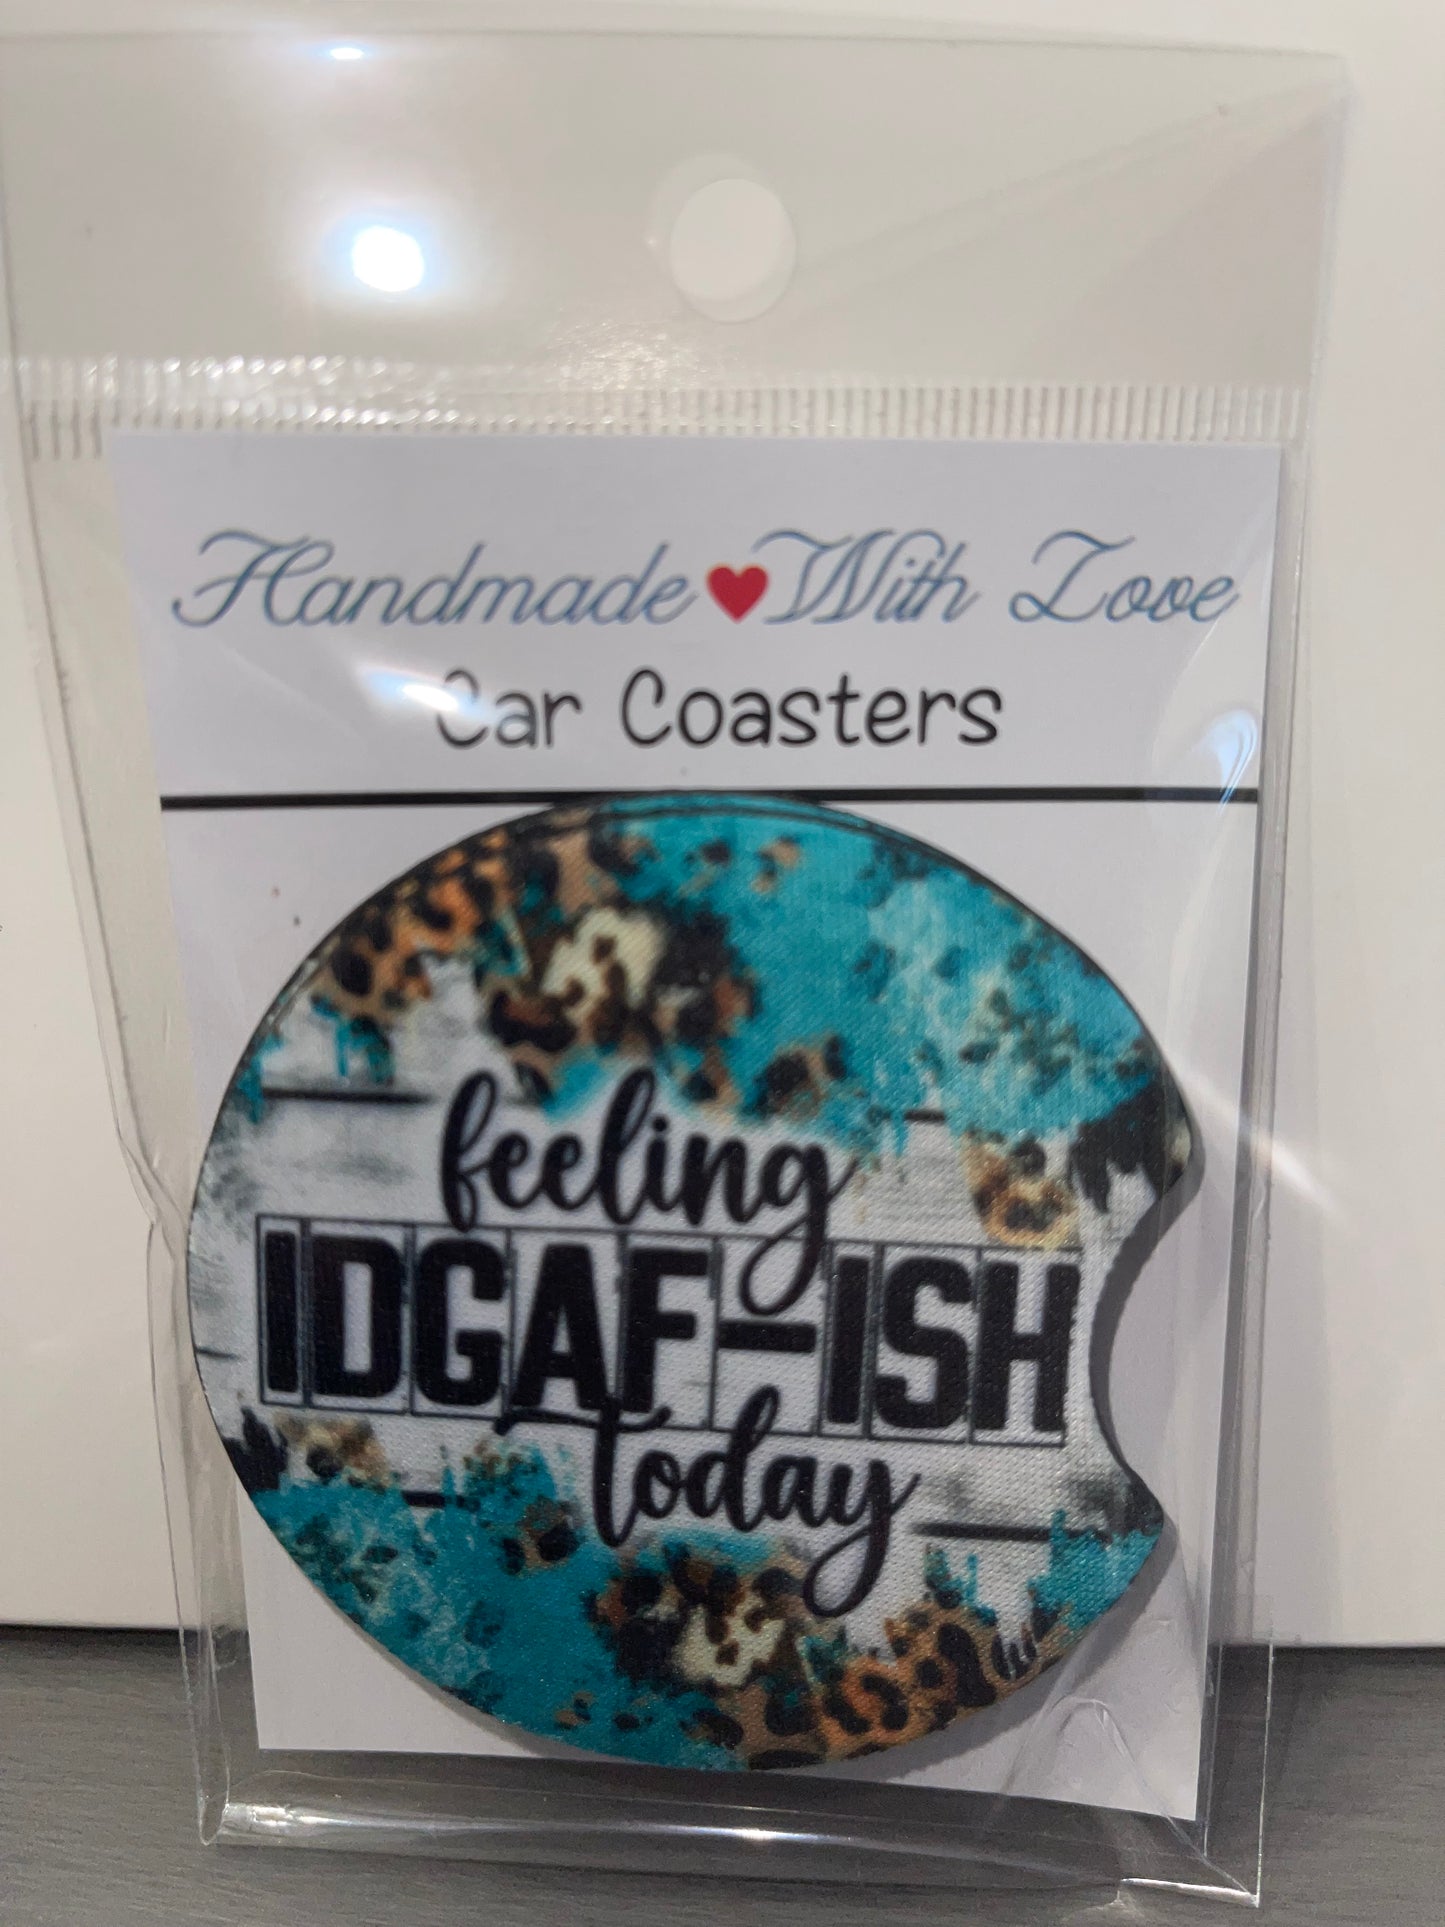 Handmade With Love
Car Coasters
feeling
IDGAF-ISH
today